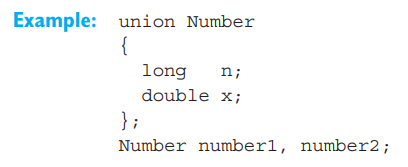 Example: union Number
{
long n;
double x;
};
Number number1, number2;